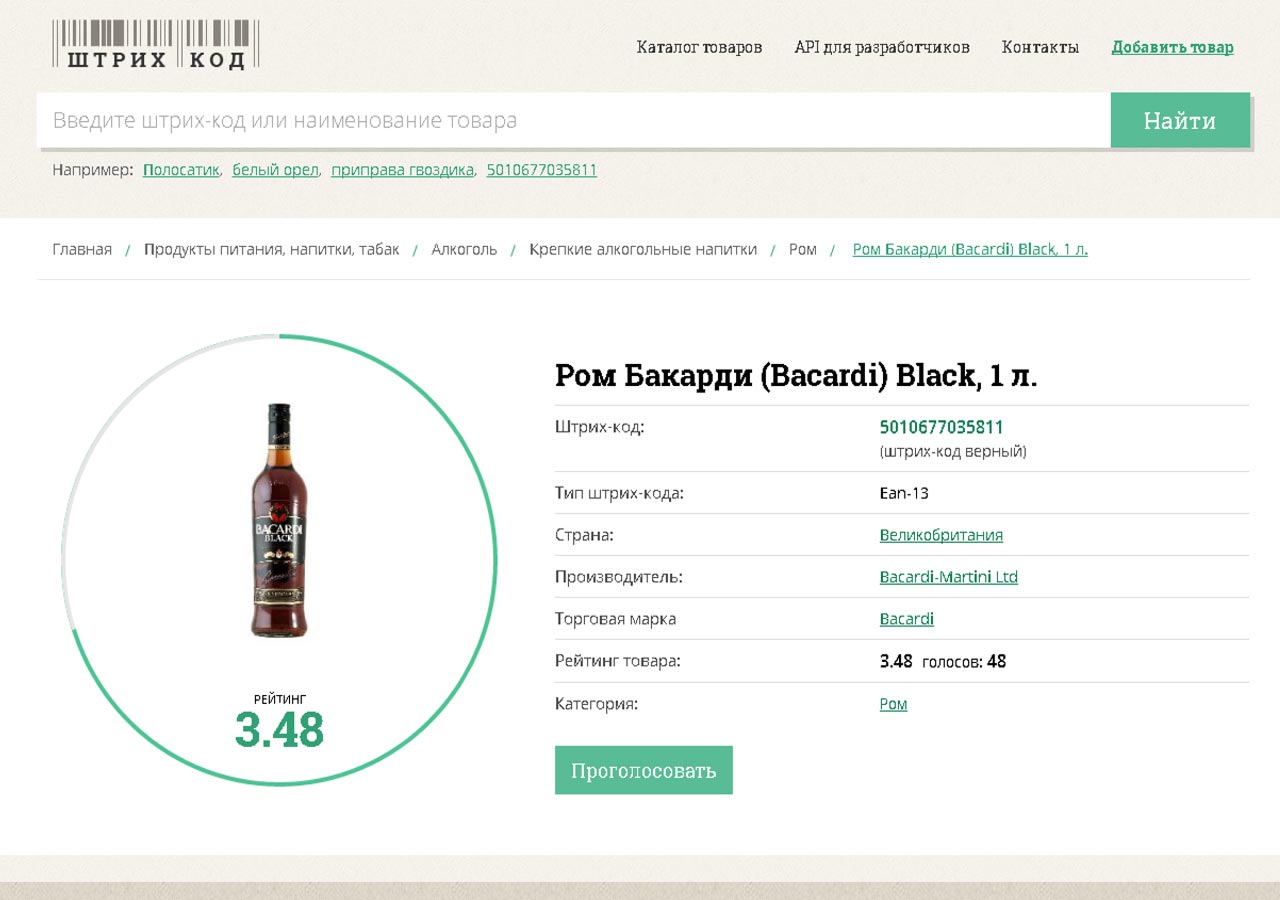 ШТРИХ КОД
Каталог товаров API для разработчиков Контакты Добавить товар
Введите штрих-код или наименование товара Найти
Например: Полосатик, белый орел, приправа гвоздика, 5010677035811
Главная / Продукты питания, напитки, табак / Алкоголь / Крепкие алкогольные напитки / Ром / Ром Бакарди (Bacardi) Black, 1 л.
BACARDI
BLACK
РЕЙТИНГ
3.48
Ром Бакарди (Bacardi) Black, 1 л.
Штрих-код: 5010677035811
(штрих-код верный)
Тип штрих-кода: Ean-13
Страна: Великобритания
Производитель: Bacardi-Martini Ltd
Торговая марка Bacardi
Рейтинг товара: 3.48 голосов: 48
Категория: Ром
Проголосовать